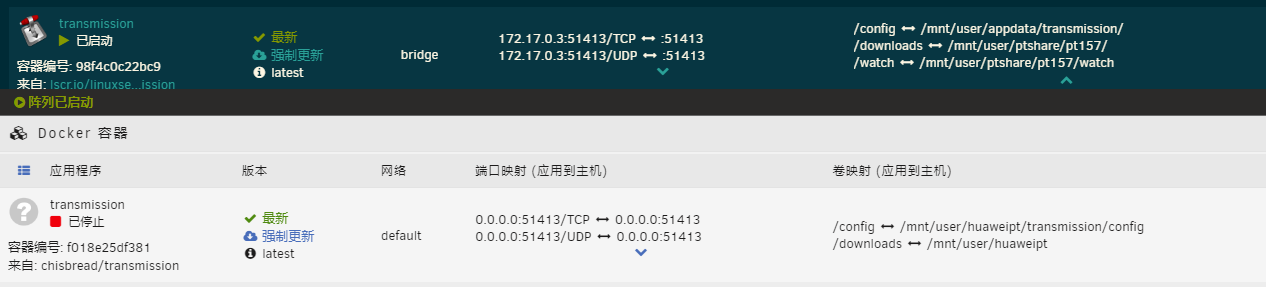 transmission
已启动
容器编号: 98f4c0c22bc9
来自: lscr.io/linuxse...ission
最新
强制更新
latest
bridge
172.17.0.3:51413/TCP ↔ :51413
172.17.0.3:51413/UDP ↔ :51413
/config ↔ /mnt/user/appdata/transmission/
/downloads ↔ /mnt/user/ptshare/pt157/
/watch ↔ /mnt/user/ptshare/pt157/watch
阵列已启动
Docker 容器
应用程序 版本 网络 端口映射 (应用到主机) 卷映射 (应用到主机)
transmission
已停止
容器编号: f018e25df381
来自: chisbread/transmission
最新
强制更新
latest
default
0.0.0.0:51413/TCP ↔ 0.0.0.0:51413
0.0.0.0:51413/UDP ↔ 0.0.0.0:51413
/config ↔ /mnt/user/huaweipt/transmission/config
/downloads ↔ /mnt/user/huaweipt